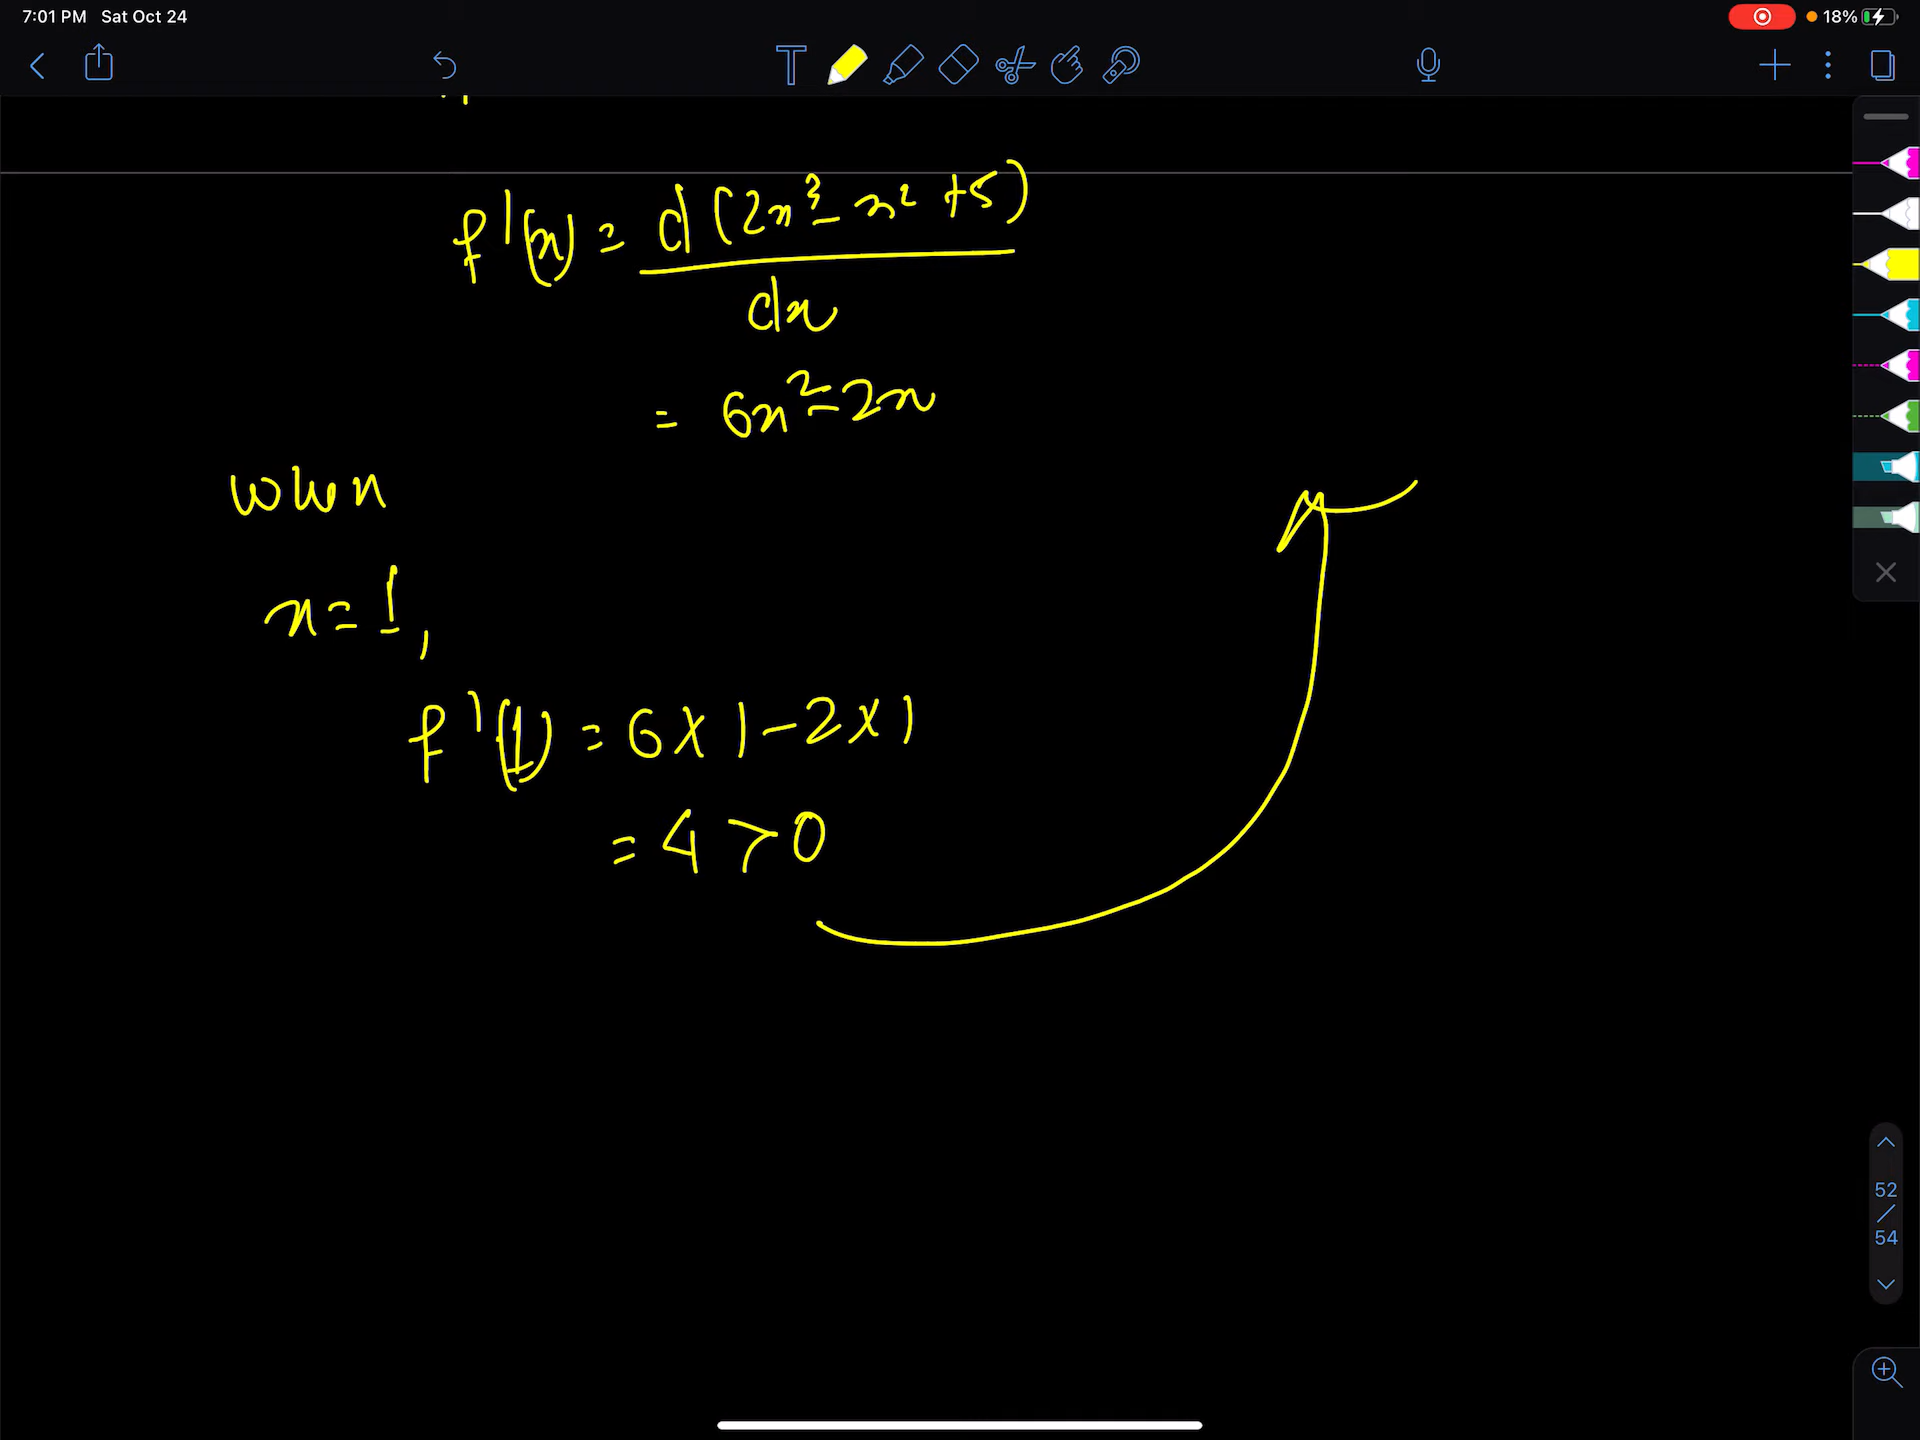 7:01 PM Sat Oct 24
18%
f'(x) = d(2x³ - x² + 5)
dx
= 6x² - 2x
when
x = 1,
f'(1) = 6 x 1 - 2 x 1
= 4 > 0
52
/
54